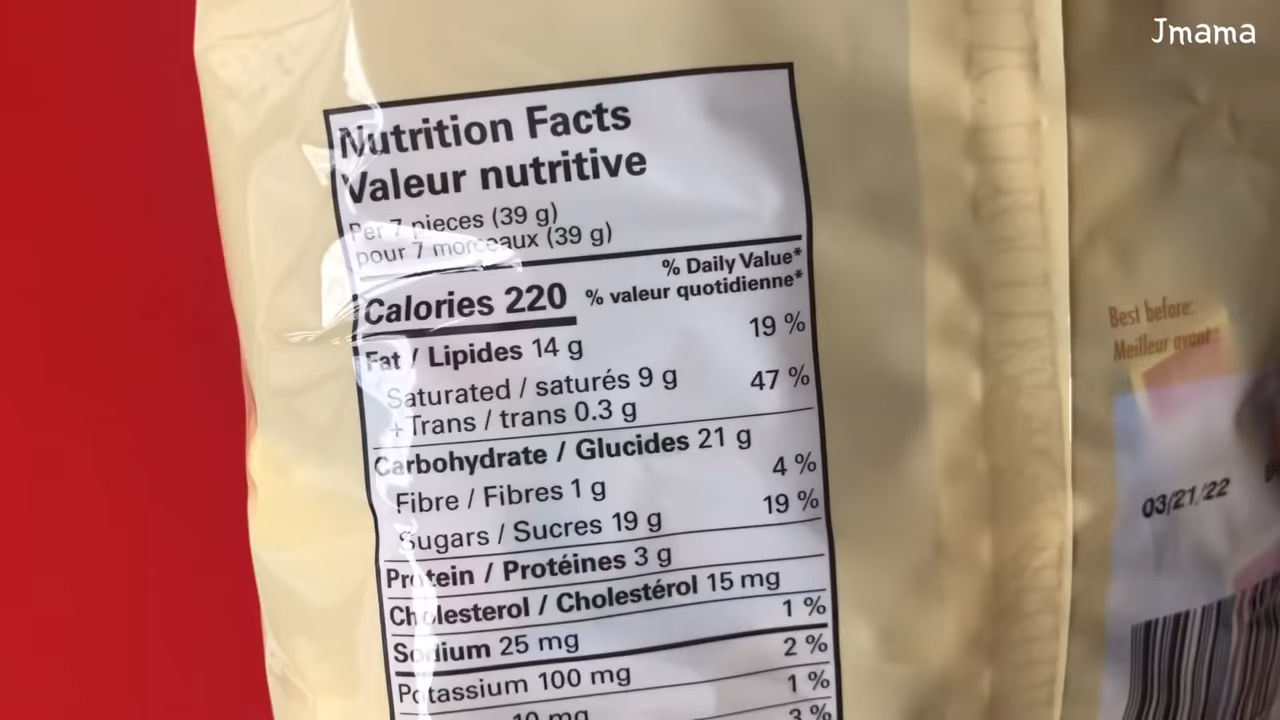 Jmama
Nutrition Facts
Valeur nutritive
Per 7 pieces (39 g)
pour 7 morceaux (39 g)
% Daily Value*
% valeur quotidienne*
Calories 220
Fat / Lipides 14 g 19 %
Saturated / saturés 9 g 47 %
+ Trans / trans 0.3 g
Carbohydrate / Glucides 21 g
Fibre / Fibres 1 g 4 %
Sugars / Sucres 19 g 19 %
Protein / Protéines 3 g
Cholesterol / Cholestérol 15 mg
Sodium 25 mg 1 %
Potassium 100 mg 2 %
10 mg 1 %
3 %
Best before:
Meilleur avant:
03/21/22